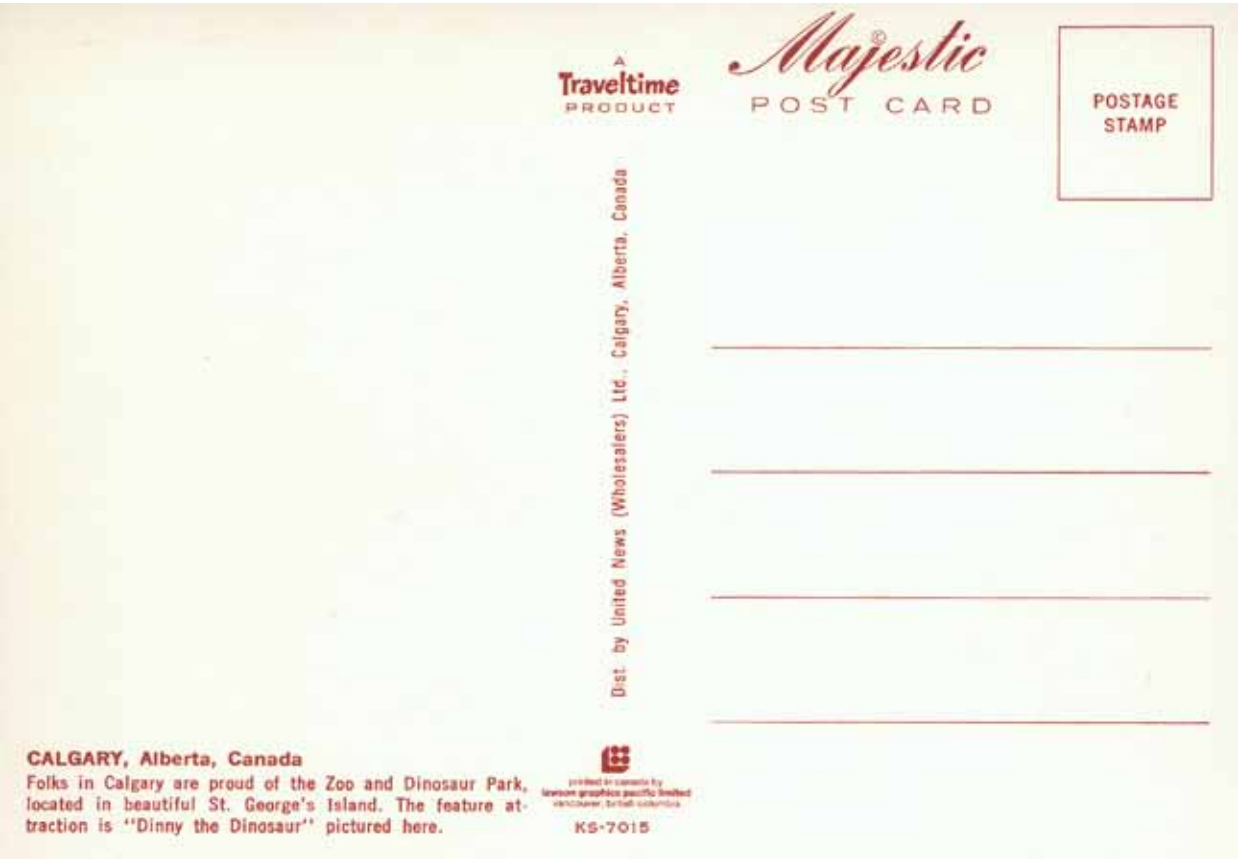 A
Traveltime
PRODUCT
Majestic
©
POST CARD
POSTAGE
STAMP
Dist. by United News (Wholesalers) Ltd., Calgary, Alberta, Canada
CALGARY, Alberta, Canada
Folks in Calgary are proud of the Zoo and Dinosaur Park,
located in beautiful St. George's Island. The feature at-
traction is "Dinny the Dinosaur" pictured here.
printed in canada by
lawson graphics pacific limited
vancouver, british columbia
KS-7015